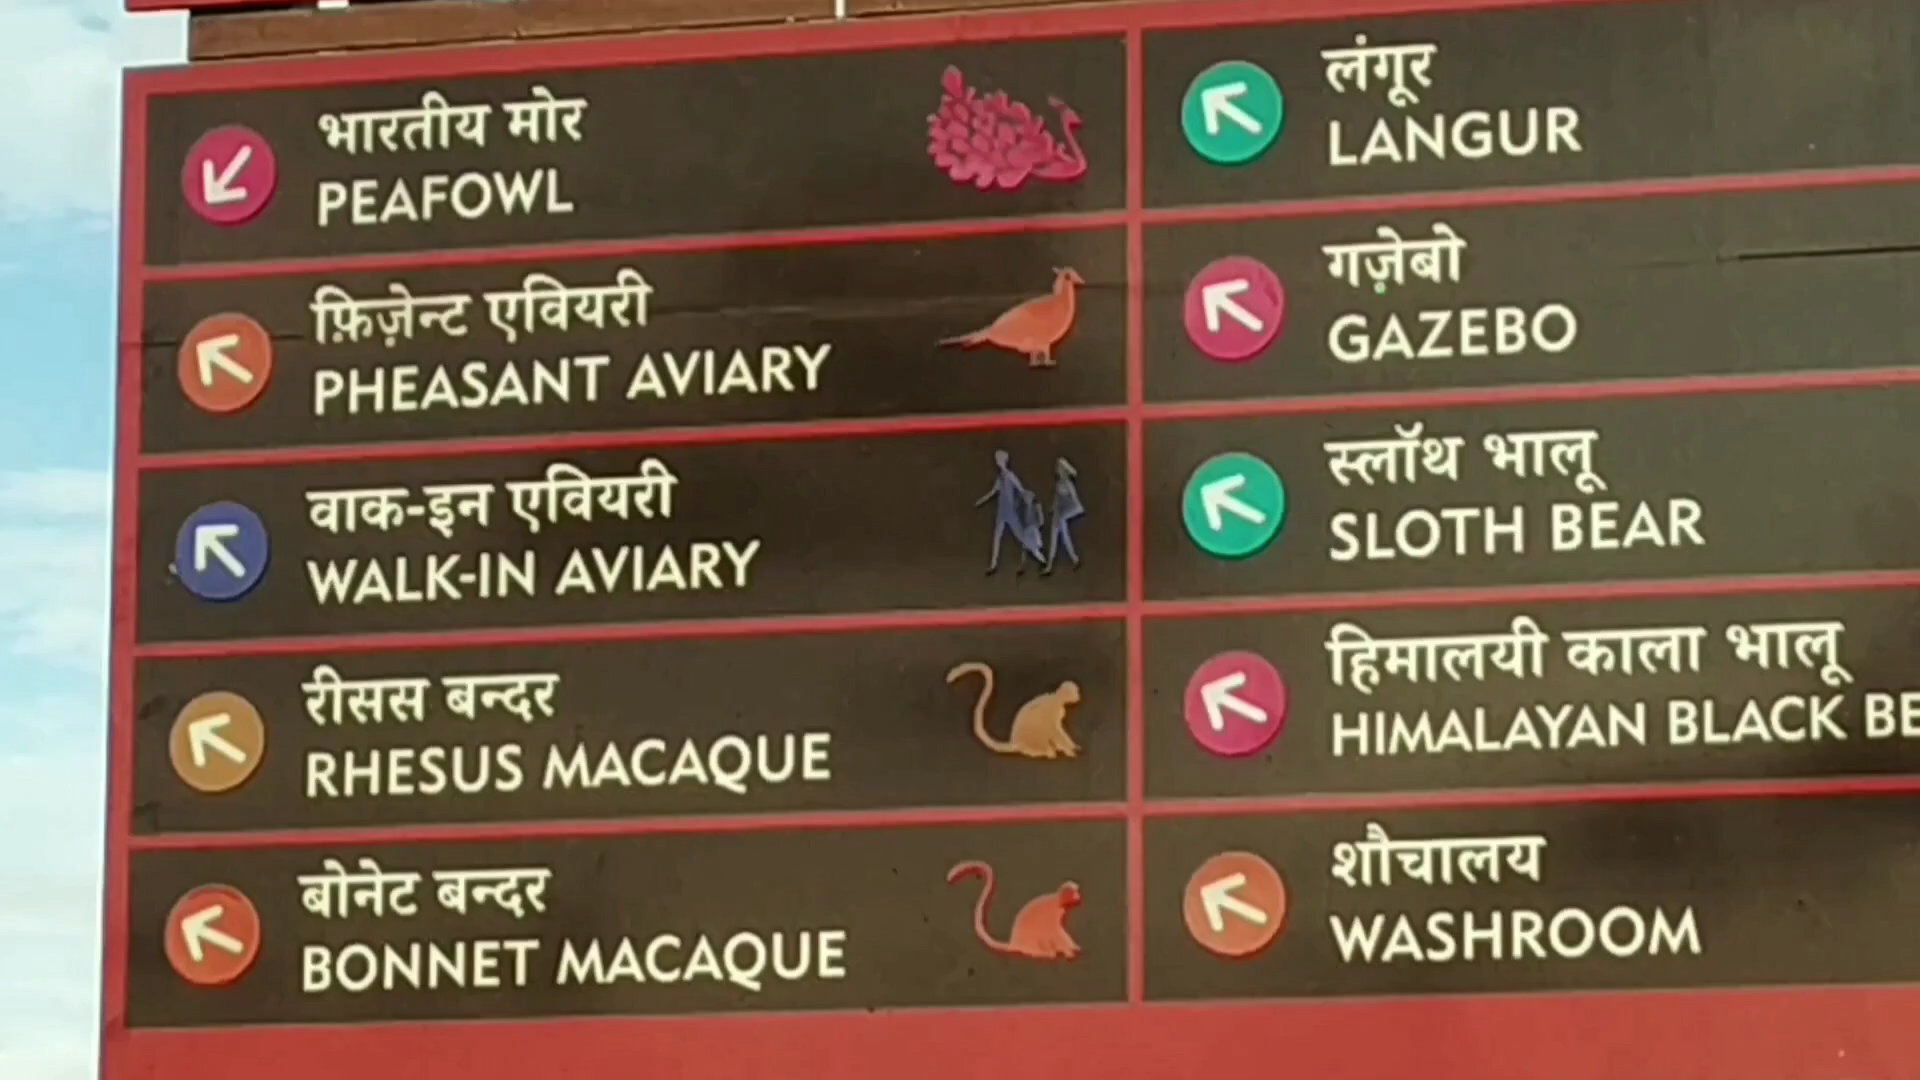 भारतीय मोर
PEAFOWL
फ़िज़ेन्ट एवियरी
PHEASANT AVIARY
वाक-इन एवियरी
WALK-IN AVIARY
रीसस बन्दर
RHESUS MACAQUE
बोनेट बन्दर
BONNET MACAQUE
लंगूर
LANGUR
गज़ेबो
GAZEBO
स्लॉथ भालू
SLOTH BEAR
हिमालयी काला भालू
HIMALAYAN BLACK BE
शौचालय
WASHROOM